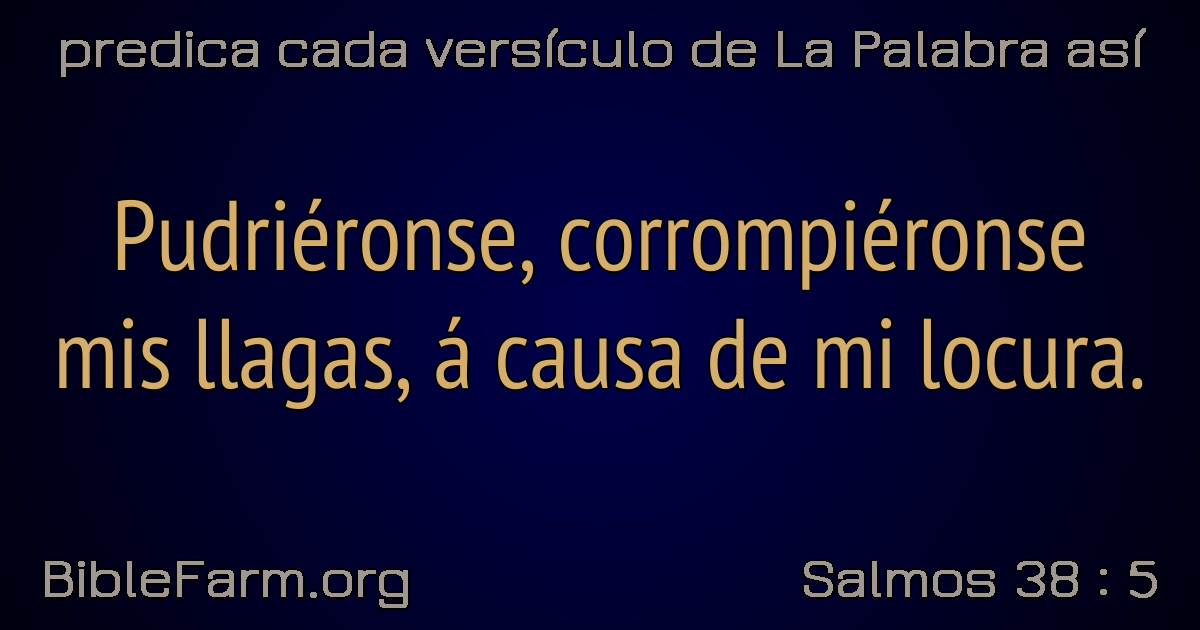 predica cada versículo de La Palabra así
Pudriéronse, corrompiéronse
mis llagas, á causa de mi locura.
BibleFarm.org
Salmos 38 : 5